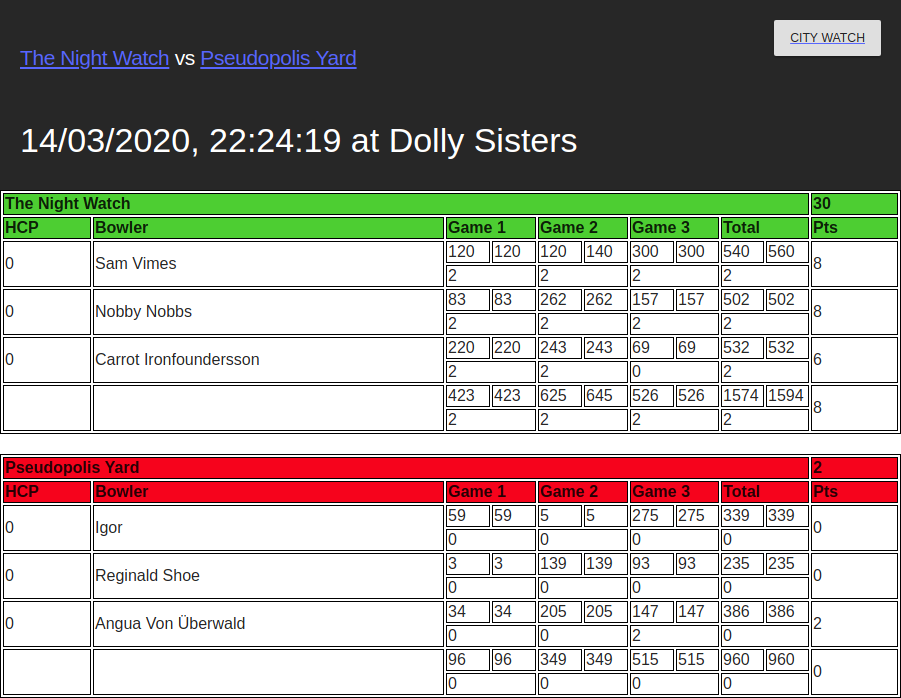 CITY WATCH
The Night Watch vs Pseudopolis Yard
14/03/2020, 22:24:19 at Dolly Sisters
The Night Watch 30
HCP Bowler Game 1 Game 2 Game 3 Total Pts
0 Sam Vimes 120 120 120 140 300 300 540 560 8
2 2 2 2
0 Nobby Nobbs 83 83 262 262 157 157 502 502 8
2 2 2 2
0 Carrot Ironfoundersson 220 220 243 243 69 69 532 532 6
2 2 0 2
423 423 625 645 526 526 1574 1594 8
2 2 2 2
Pseudopolis Yard 2
HCP Bowler Game 1 Game 2 Game 3 Total Pts
0 Igor 59 59 5 5 275 275 339 339 0
0 0 0 0
0 Reginald Shoe 3 3 139 139 93 93 235 235 0
0 0 0 0
0 Angua Von Überwald 34 34 205 205 147 147 386 386 2
0 0 2 0
96 96 349 349 515 515 960 960 0
0 0 0 0